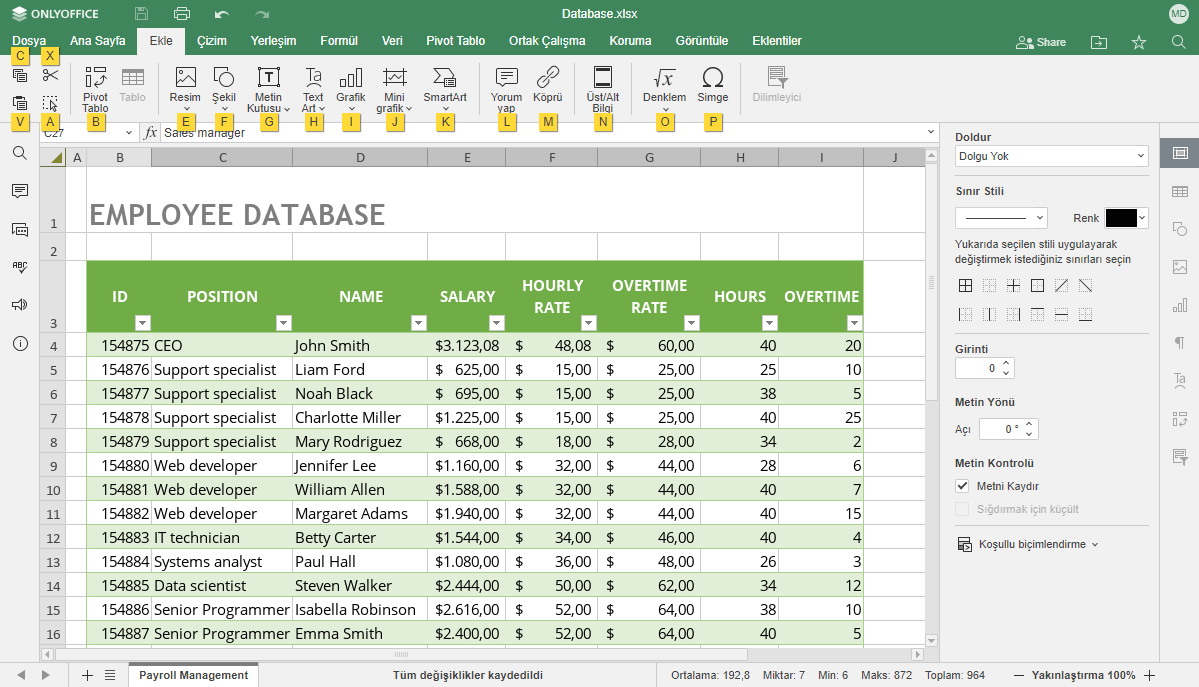 ONLYOFFICE
Database.xlsx
MD
Dosya Ana Sayfa Ekle Çizim Yerleşim Formül Veri Pivot Tablo Ortak Çalışma Koruma Görüntüle Eklentiler
Share
C X
Pivot Tablo
Tablo
Resim
Şekil
Metin Kutusu
Text Art
Grafik
Mini grafik
SmartArt
Yorum yap
Köprü
Üst/Alt Bilgi
Denklem
Simge
Dilimleyici
V A B E F G H I J K L M N O P
C27 fx Sales manager
A B C D E F G H I J
1 EMPLOYEE DATABASE
2
3 ID POSITION NAME SALARY HOURLY RATE OVERTIME RATE HOURS OVERTIME
4 154875 CEO John Smith $3.123,08 $ 48,08 $ 60,00 40 20
5 154876 Support specialist Liam Ford $ 625,00 $ 15,00 $ 25,00 25 10
6 154877 Support specialist Noah Black $ 695,00 $ 15,00 $ 25,00 38 5
7 154878 Support specialist Charlotte Miller $1.225,00 $ 15,00 $ 25,00 40 25
8 154879 Support specialist Mary Rodriguez $ 668,00 $ 18,00 $ 28,00 34 2
9 154880 Web developer Jennifer Lee $1.160,00 $ 32,00 $ 44,00 28 6
10 154881 Web developer William Allen $1.588,00 $ 32,00 $ 44,00 40 7
11 154882 Web developer Margaret Adams $1.940,00 $ 32,00 $ 44,00 40 15
12 154883 IT technician Betty Carter $1.544,00 $ 34,00 $ 46,00 40 4
13 154884 Systems analyst Paul Hall $1.080,00 $ 36,00 $ 48,00 26 3
14 154885 Data scientist Steven Walker $2.444,00 $ 50,00 $ 62,00 34 12
15 154886 Senior Programmer Isabella Robinson $2.616,00 $ 52,00 $ 64,00 38 10
16 154887 Senior Programmer Emma Smith $2.400,00 $ 52,00 $ 64,00 40 5
Doldur
Dolgu Yok
Sınır Stili
Renk
Yukarıda seçilen stili uygulayarak
değiştirmek istediğiniz sınırları seçin
Girinti
0
Metin Yönü
Açı 0 °
Metin Kontrolü
Metni Kaydır
Sığdırmak için küçült
Koşullu biçimlendirme
Payroll Management
Tüm değişiklikler kaydedildi
Ortalama: 192,8 Miktar: 7 Min: 6 Maks: 872 Toplam: 964
Yakınlaştırma 100%